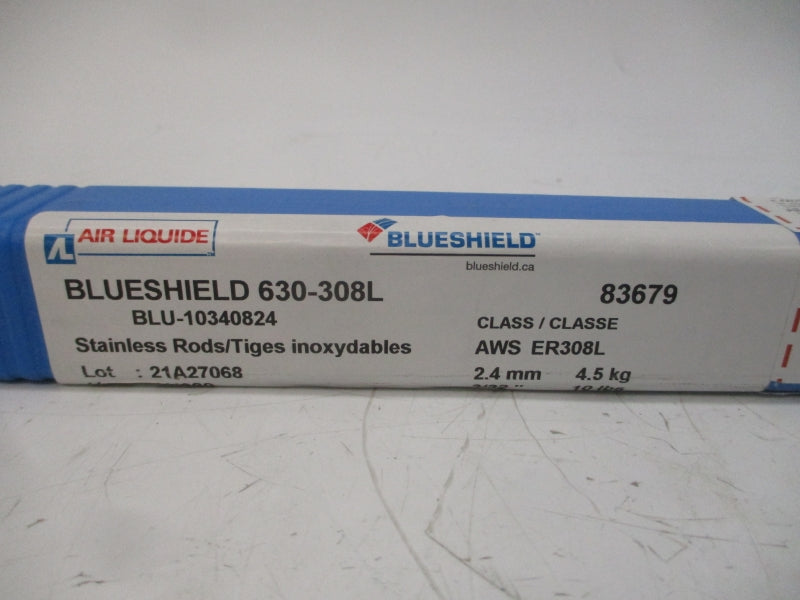 AIR LIQUIDE
BLUESHIELD™
blueshield.ca
BLUESHIELD 630-308L
83679
BLU-10340824
CLASS / CLASSE
Stainless Rods/Tiges inoxydables
AWS ER308L
Lot : 21A27068
2.4 mm 4.5 kg